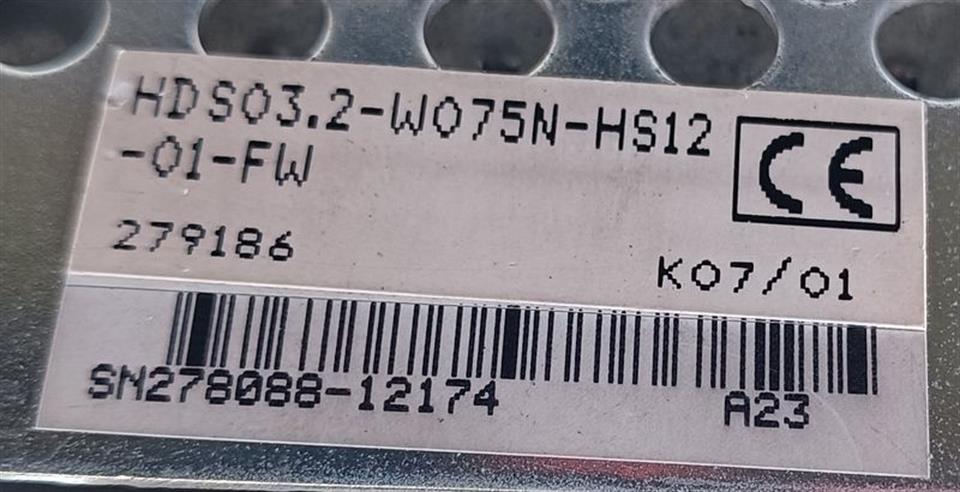 HDS03.2-W075N-HS12
-01-FW
CE
279186
K07/01
SN278088-12174
A23